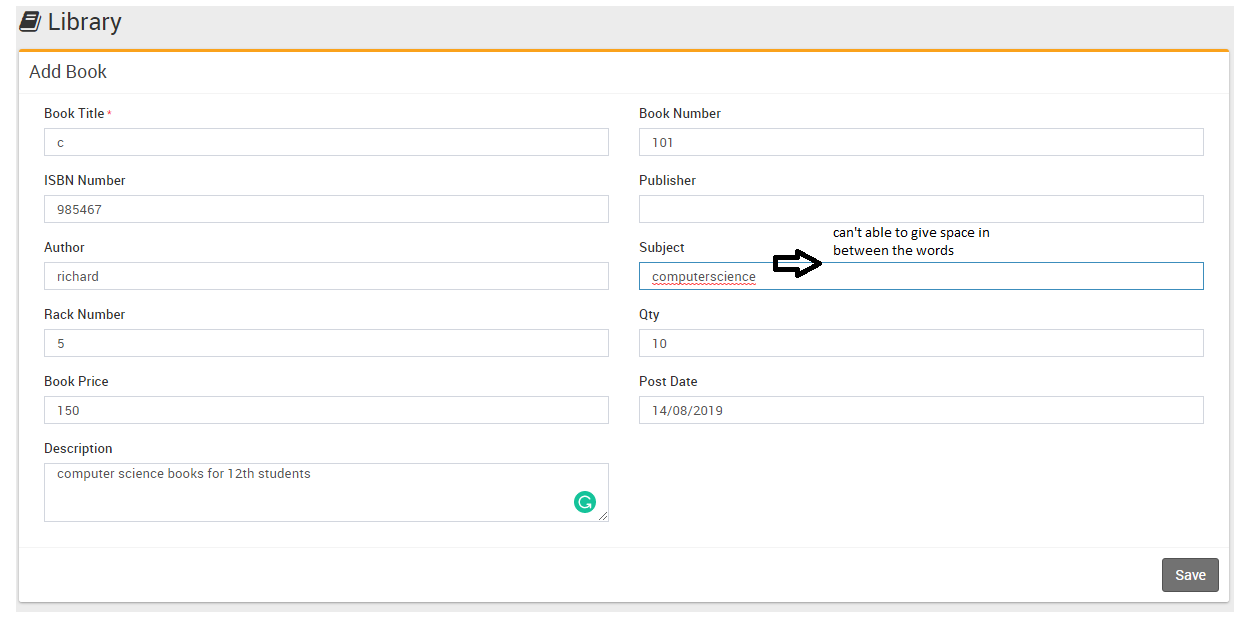 Library
Add Book
Book Title *
Book Number
c
101
ISBN Number
Publisher
985467
can't able to give space in
between the words
Author
Subject
richard
computerscience
Rack Number
Qty
5
10
Book Price
Post Date
150
14/08/2019
Description
computer science books for 12th students
Save